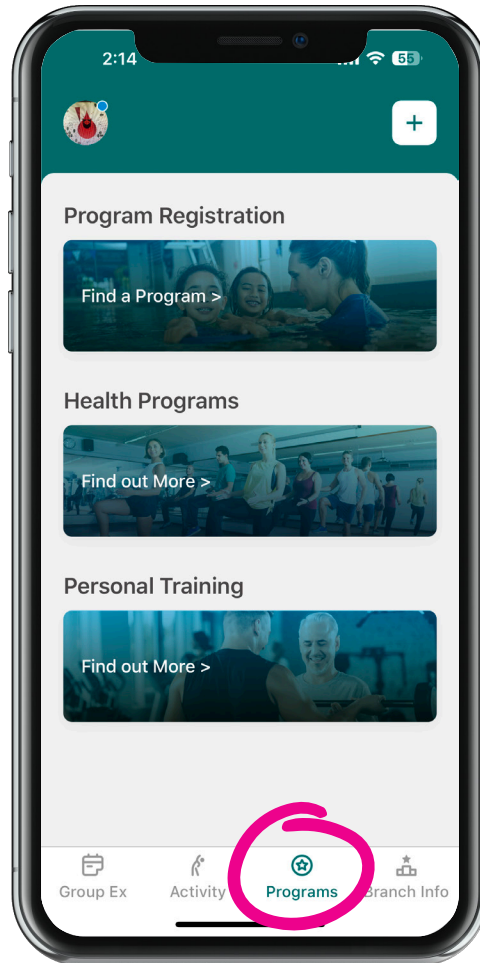 2:14
55
+
Program Registration
Find a Program >
Health Programs
Find out More >
Personal Training
Find out More >
Group Ex
Activity
Programs
Branch Info